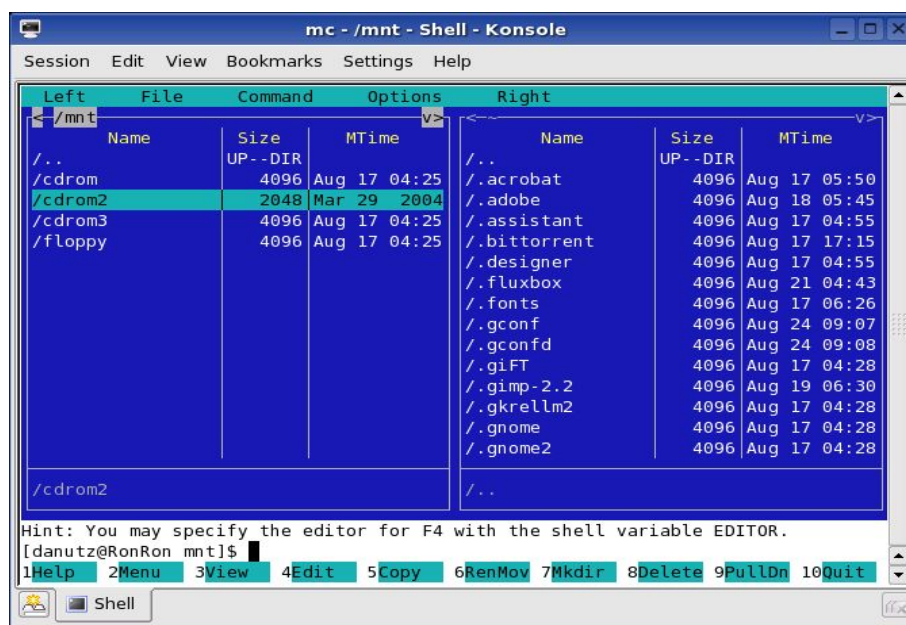 mc - /mnt - Shell - Konsole
Session Edit View Bookmarks Settings Help
Left File Command Options Right
< /mnt v> <~ v>
Name Size MTime Name Size MTime
/.. UP--DIR /.. UP--DIR
/cdrom 4096 Aug 17 04:25 /.acrobat 4096 Aug 17 05:50
/cdrom2 2048 Mar 29 2004 /.adobe 4096 Aug 18 05:45
/cdrom3 4096 Aug 17 04:25 /.assistant 4096 Aug 17 04:55
/floppy 4096 Aug 17 04:25 /.bittorrent 4096 Aug 17 17:15
/.designer 4096 Aug 17 04:55
/.fluxbox 4096 Aug 21 04:43
/.fonts 4096 Aug 17 06:26
/.gconf 4096 Aug 24 09:07
/.gconfd 4096 Aug 24 09:08
/.giFT 4096 Aug 17 04:28
/.gimp-2.2 4096 Aug 19 06:30
/.gkrellm2 4096 Aug 17 04:28
/.gnome 4096 Aug 17 04:28
/.gnome2 4096 Aug 17 04:28
/cdrom2 /..
Hint: You may specify the editor for F4 with the shell variable EDITOR.
[danutz@RonRon mnt]$
1Help 2Menu 3View 4Edit 5Copy 6RenMov 7Mkdir 8Delete 9PullDn 10Quit
Shell